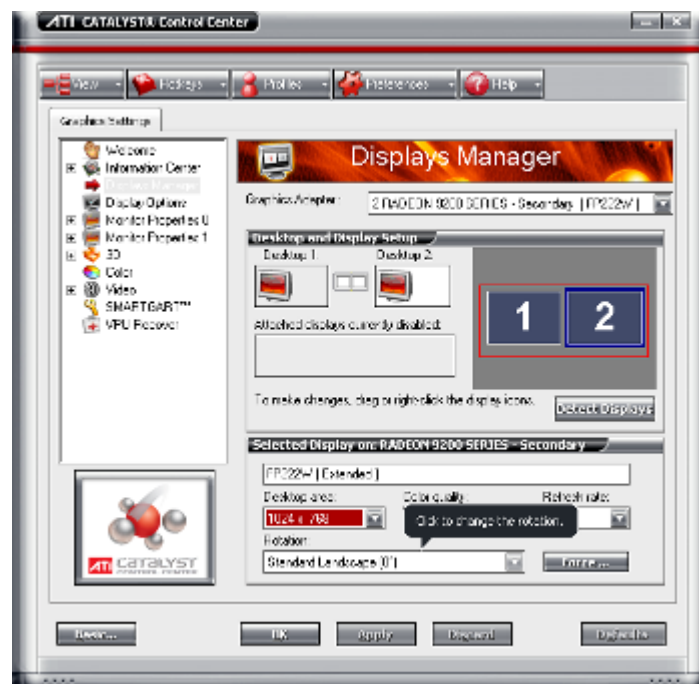 ATI CATALYST® Control Center
View Hotkeys Profiles Preferences Help
Graphics Settings
Welcome
Information Center
Displays Manager
Display Options
Monitor Properties 0
Monitor Properties 1
3D
Color
Video
SMARTGART™
VPU Recover
ATI CATALYST
CONTROL CENTER
Displays Manager
Graphics Adapter:
2 RADEON 9200 SERIES - Secondary [ FP222W ]
Desktop and Display Setup
Desktop 1 Desktop 2
Attached displays currently disabled:
1 2
To make changes, drag or right-click the display icons.
Detect Displays
Selected Display on: RADEON 9200 SERIES - Secondary
FP222W [ Extended ]
Desktop area: Color quality: Refresh rate:
1024 x 768
Click to change the rotation.
Rotation:
Standard Landscape (0°)
Force...
Basic... OK Apply Discard Defaults